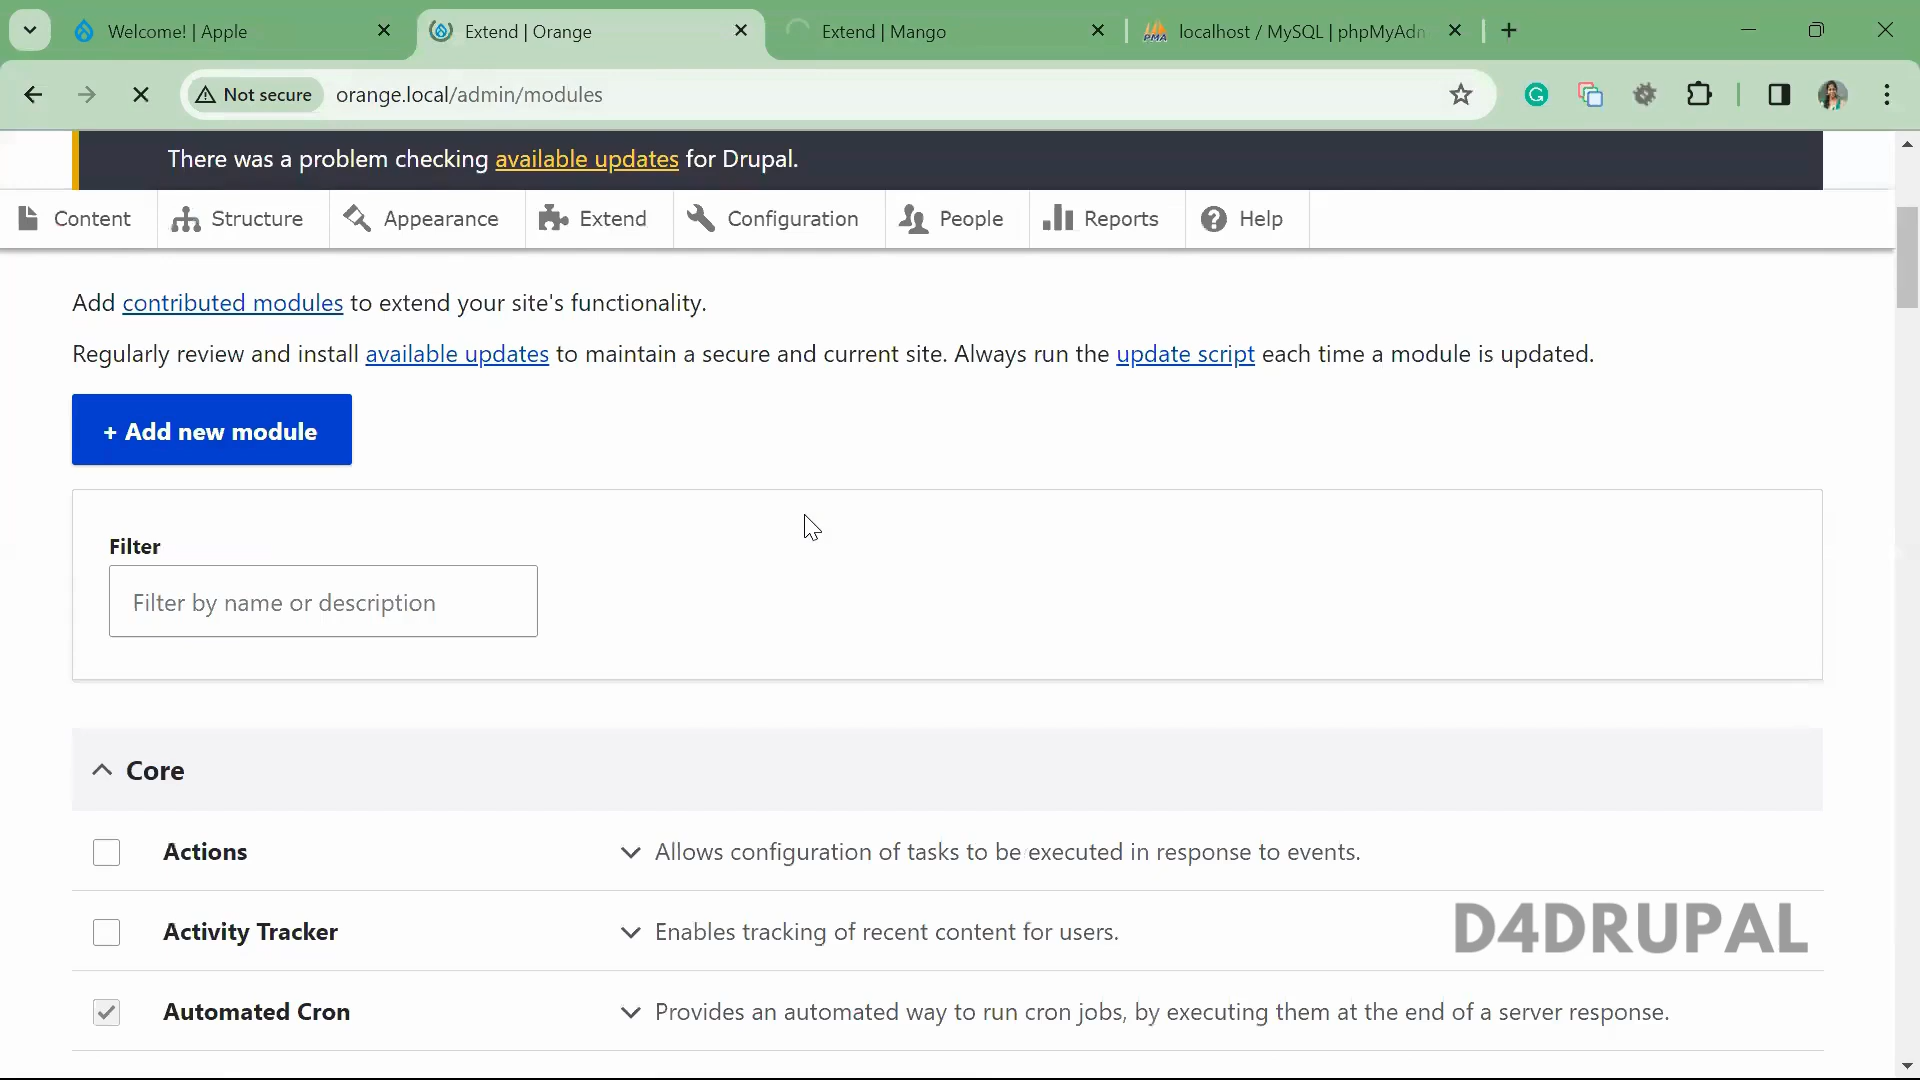 Welcome! | Apple
Extend | Orange
Extend | Mango
localhost / MySQL | phpMyAdn
Not secure
orange.local/admin/modules
There was a problem checking available updates for Drupal.
Content
Structure
Appearance
Extend
Configuration
People
Reports
Help
Add contributed modules to extend your site's functionality.
Regularly review and install available updates to maintain a secure and current site. Always run the update script each time a module is updated.
+ Add new module
Filter
Filter by name or description
Core
Actions
Allows configuration of tasks to be executed in response to events.
Activity Tracker
Enables tracking of recent content for users.
D4DRUPAL
Automated Cron
Provides an automated way to run cron jobs, by executing them at the end of a server response.